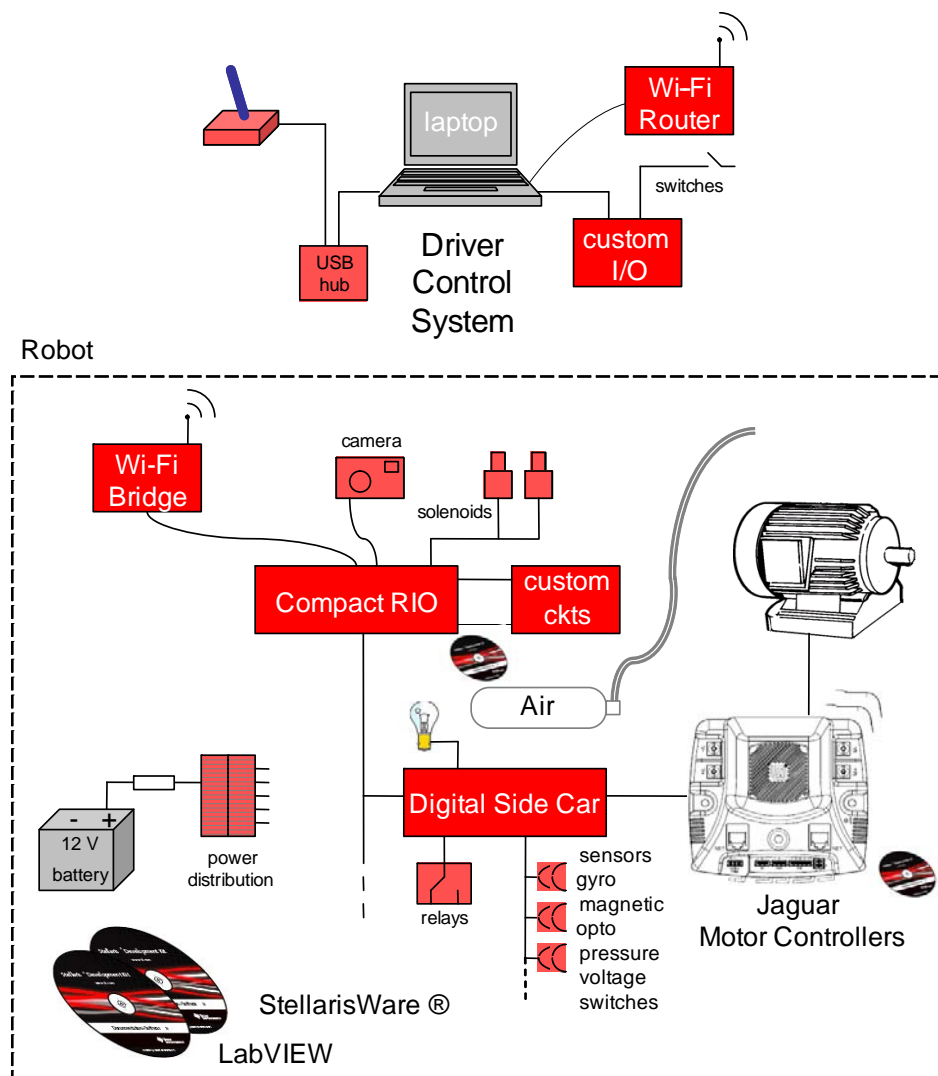 Wi-Fi
Router
laptop
switches
custom
I/O
USB
hub
Driver
Control
System
Robot
camera
Wi-Fi
Bridge
solenoids
Compact RIO
custom
ckts
Air
Digital Side Car
- +
12 V
battery
power
distribution
relays
sensors
gyro
magnetic
opto
pressure
voltage
switches
Jaguar
Motor Controllers
StellarisWare ®
LabVIEW